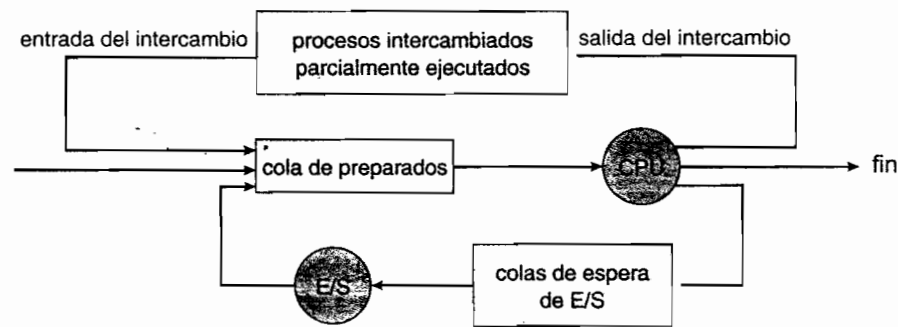 entrada del intercambio
procesos intercambiados
parcialmente ejecutados
salida del intercambio
cola de preparados
CPU
fin
E/S
colas de espera
de E/S